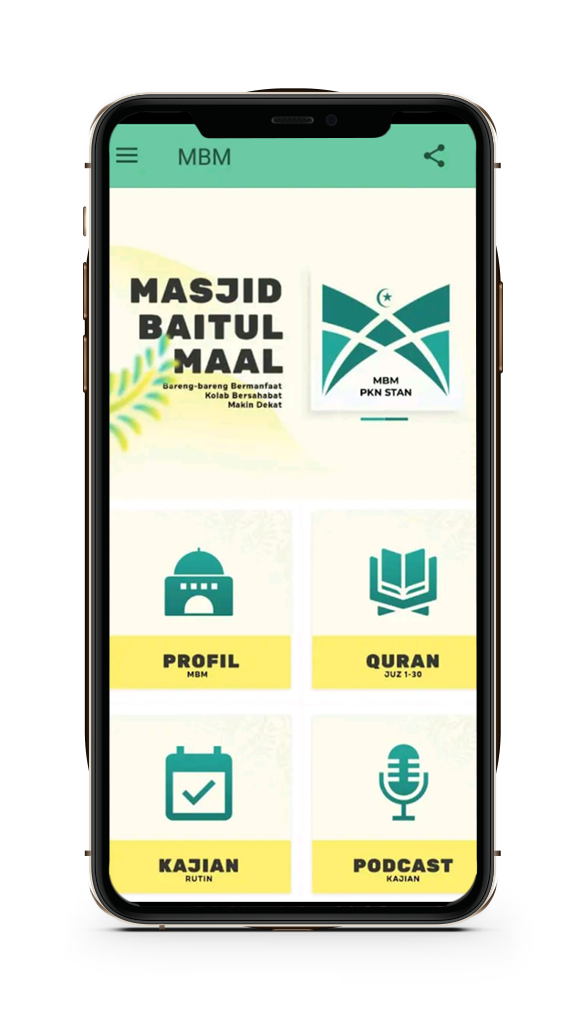 MBM
MASJID
BAITUL
MAAL
Bareng-bareng Bermanfaat
Kolab Bersahabat
Makin Dekat
MBM
PKN STAN
PROFIL
MBM
QURAN
JUZ 1-30
KAJIAN
RUTIN
PODCAST
KAJIAN